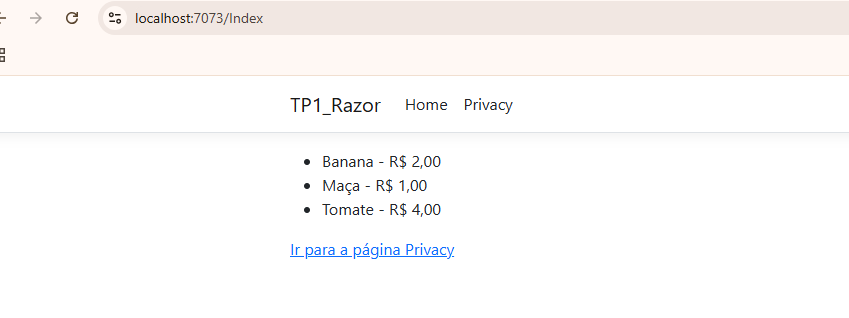 localhost:7073/Index
TP1_Razor Home Privacy
Banana - R$ 2,00
Maça - R$ 1,00
Tomate - R$ 4,00
Ir para a página Privacy